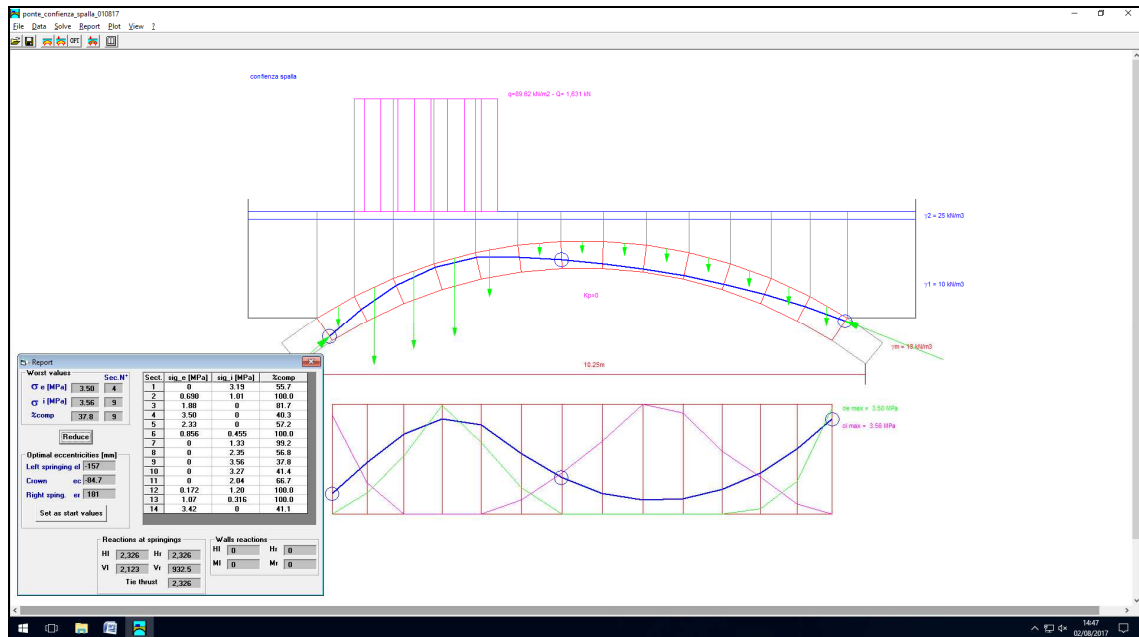 ponte_confienza_spalla_010817
File Data Solve Report Plot View ?
OPT
confienza spalla
q=89.62 kN/m2 - Q= 1,631 kN
γ2 = 25 kN/m3
γ1 = 10 kN/m3
Kp=0
γm = 18 kN/m3
10.25m
σe max = 3.50 MPa
σi max = 3.56 MPa
- Report
Worst values
Sec.N°
σ e [MPa] 3.50 4
σ i [MPa] 3.56 9
%comp 37.8 9
Reduce
Optimal eccentricities [mm]
Left springing el -157
Crown ec -84.7
Right sping. er 181
Set as start values
Sect. sig_e [MPa] sig_i [MPa] %comp
1 0 3.19 55.7
2 0.690 1.01 100.0
3 1.88 0 81.7
4 3.50 0 40.3
5 2.33 0 57.2
6 0.856 0.455 100.0
7 0 1.33 99.2
8 0 2.35 56.8
9 0 3.56 37.8
10 0 3.27 41.4
11 0 2.04 66.7
12 0.172 1.20 100.0
13 1.07 0.316 100.0
14 3.42 0 41.1
Reactions at springings
Hl 2,326 Hr 2,326
Vl 2,123 Vr 932.5
Tie thrust 2,326
Walls reactions
Hl 0 Hr 0
Ml 0 Mr 0
14:47
02/08/2017